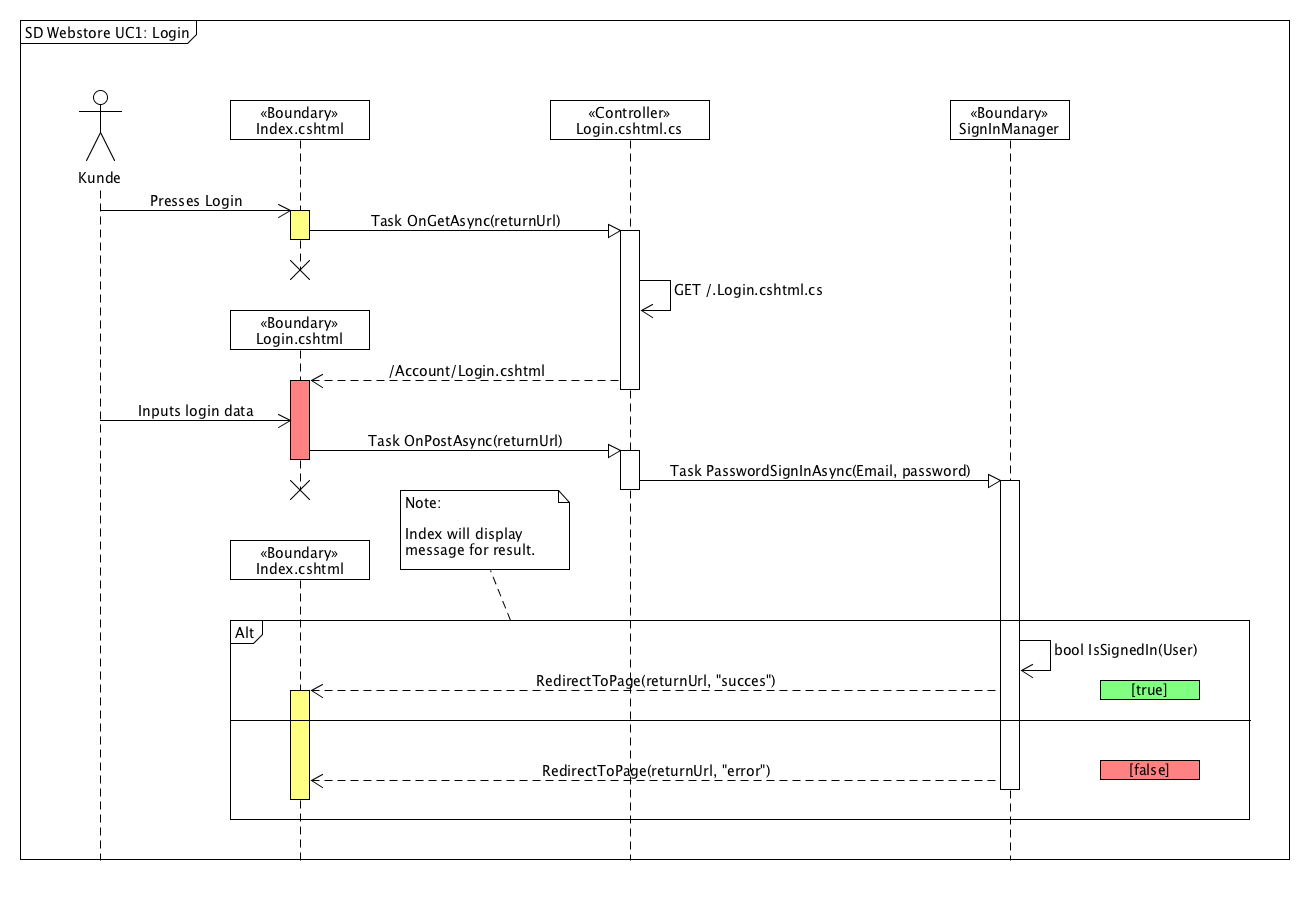 SD Webstore UC1: Login
«Boundary»
Index.cshtml
«Controller»
Login.cshtml.cs
«Boundary»
SignInManager
Kunde
Presses Login
Task OnGetAsync(returnUrl)
GET /.Login.cshtml.cs
«Boundary»
Login.cshtml
/Account/Login.cshtml
Inputs login data
Task OnPostAsync(returnUrl)
Task PasswordSignInAsync(Email, password)
Note:
Index will display
message for result.
«Boundary»
Index.cshtml
Alt
bool IsSignedIn(User)
RedirectToPage(returnUrl, "succes")
[true]
RedirectToPage(returnUrl, "error")
[false]